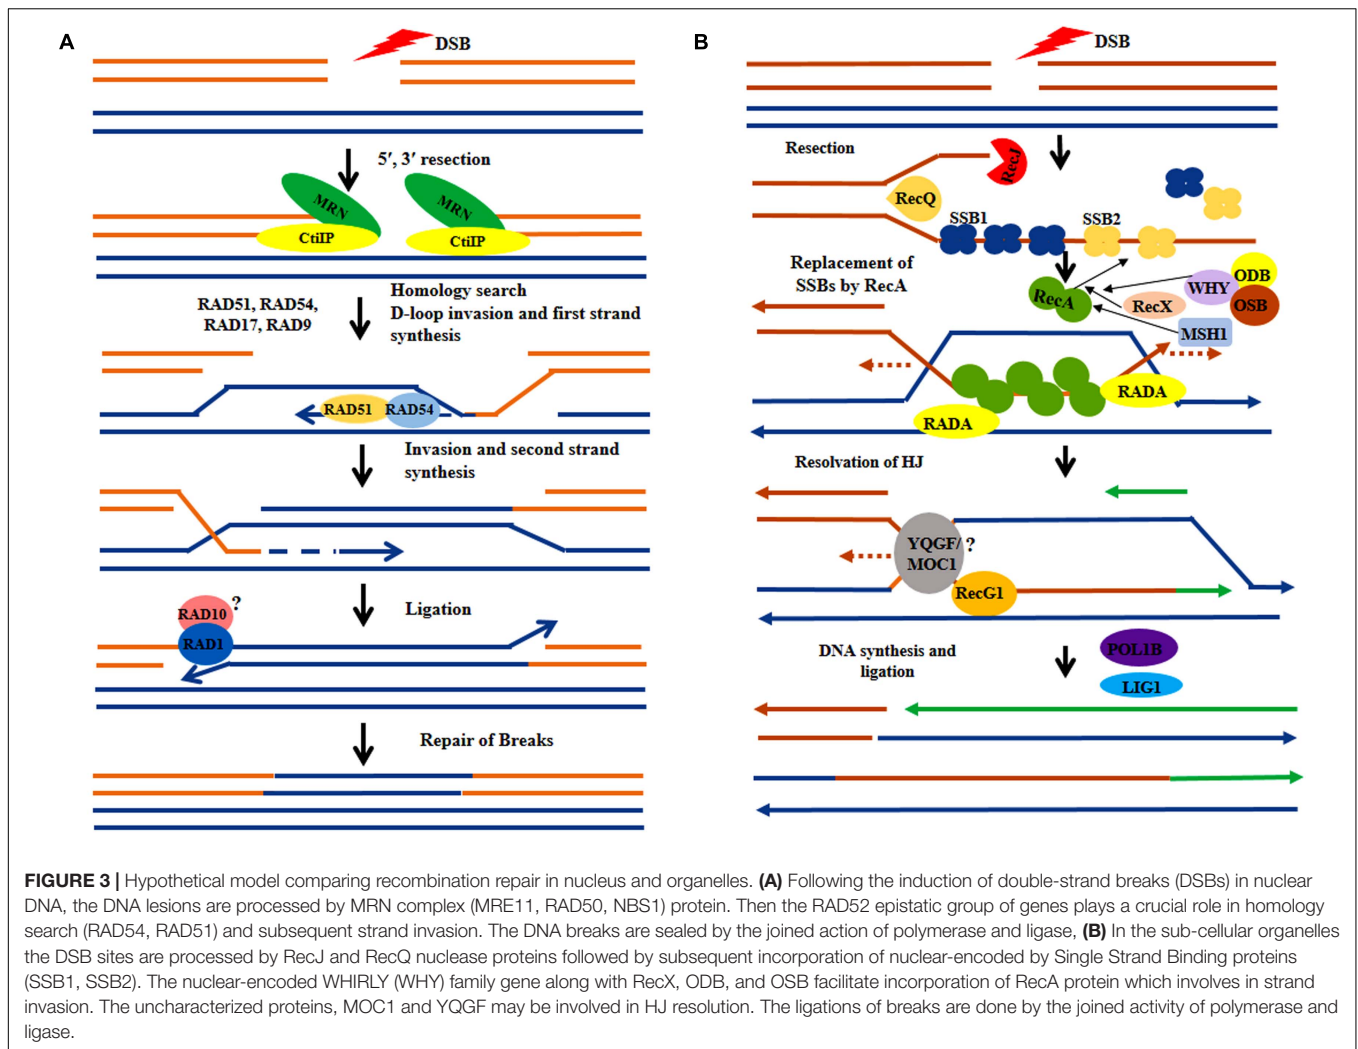 A
DSB
5′, 3′ resection
MRN
MRN
CtiIP
CtiIP
RAD51, RAD54,
RAD17, RAD9
Homology search
D-loop invasion and first strand
synthesis
RAD51
RAD54
Invasion and second strand
synthesis
RAD10
?
RAD1
Ligation
Repair of Breaks
B
DSB
Resection
RecJ
RecQ
SSB1
SSB2
Replacement of
SSBs by RecA
RecA
RecX
WHY
ODB
OSB
MSH1
RADA
RADA
Resolvation of HJ
YQGF/
MOC1
?
RecG1
DNA synthesis and
ligation
POL1B
LIG1
FIGURE 3 | Hypothetical model comparing recombination repair in nucleus and organelles. (A) Following the induction of double-strand breaks (DSBs) in nuclear
DNA, the DNA lesions are processed by MRN complex (MRE11, RAD50, NBS1) protein. Then the RAD52 epistatic group of genes plays a crucial role in homology
search (RAD54, RAD51) and subsequent strand invasion. The DNA breaks are sealed by the joined action of polymerase and ligase, (B) In the sub-cellular organelles
the DSB sites are processed by RecJ and RecQ nuclease proteins followed by subsequent incorporation of nuclear-encoded by Single Strand Binding proteins
(SSB1, SSB2). The nuclear-encoded WHIRLY (WHY) family gene along with RecX, ODB, and OSB facilitate incorporation of RecA protein which involves in strand
invasion. The uncharacterized proteins, MOC1 and YQGF may be involved in HJ resolution. The ligations of breaks are done by the joined activity of polymerase and
ligase.